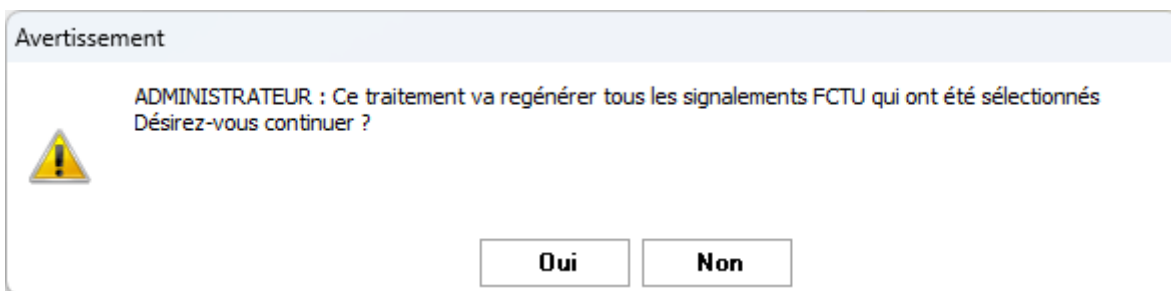 Avertissement
ADMINISTRATEUR : Ce traitement va regénérer tous les signalements FCTU qui ont été sélectionnés
Désirez-vous continuer ?
Oui
Non